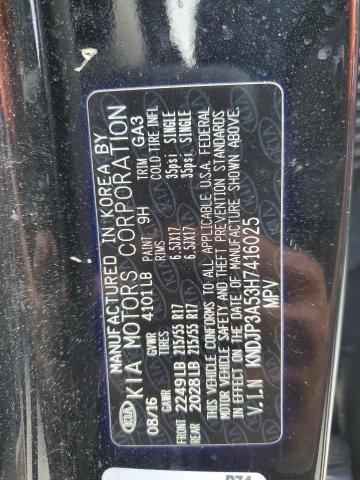 MANUFACTURED IN KOREA BY
KIA KIA MOTORS CORPORATION
08/16 4101LB 9H GA3
GVWR PAINT TRIM
GAWR TIRES RIMS COLD TIRE INFL
FRONT 2249LB 215/55 R17 6.5JX17 35psi SINGLE
REAR 2028LB 215/55 R17 6.5JX17 35psi SINGLE
THIS VEHICLE CONFORMS TO ALL APPLICABLE U.S.A. FEDERAL
MOTOR VEHICLE SAFETY AND THEFT PREVENTION STANDARDS
IN EFFECT ON THE DATE OF MANUFACTURE SHOWN ABOVE.
V.I.N KNDJP3A53H7416025
MPV